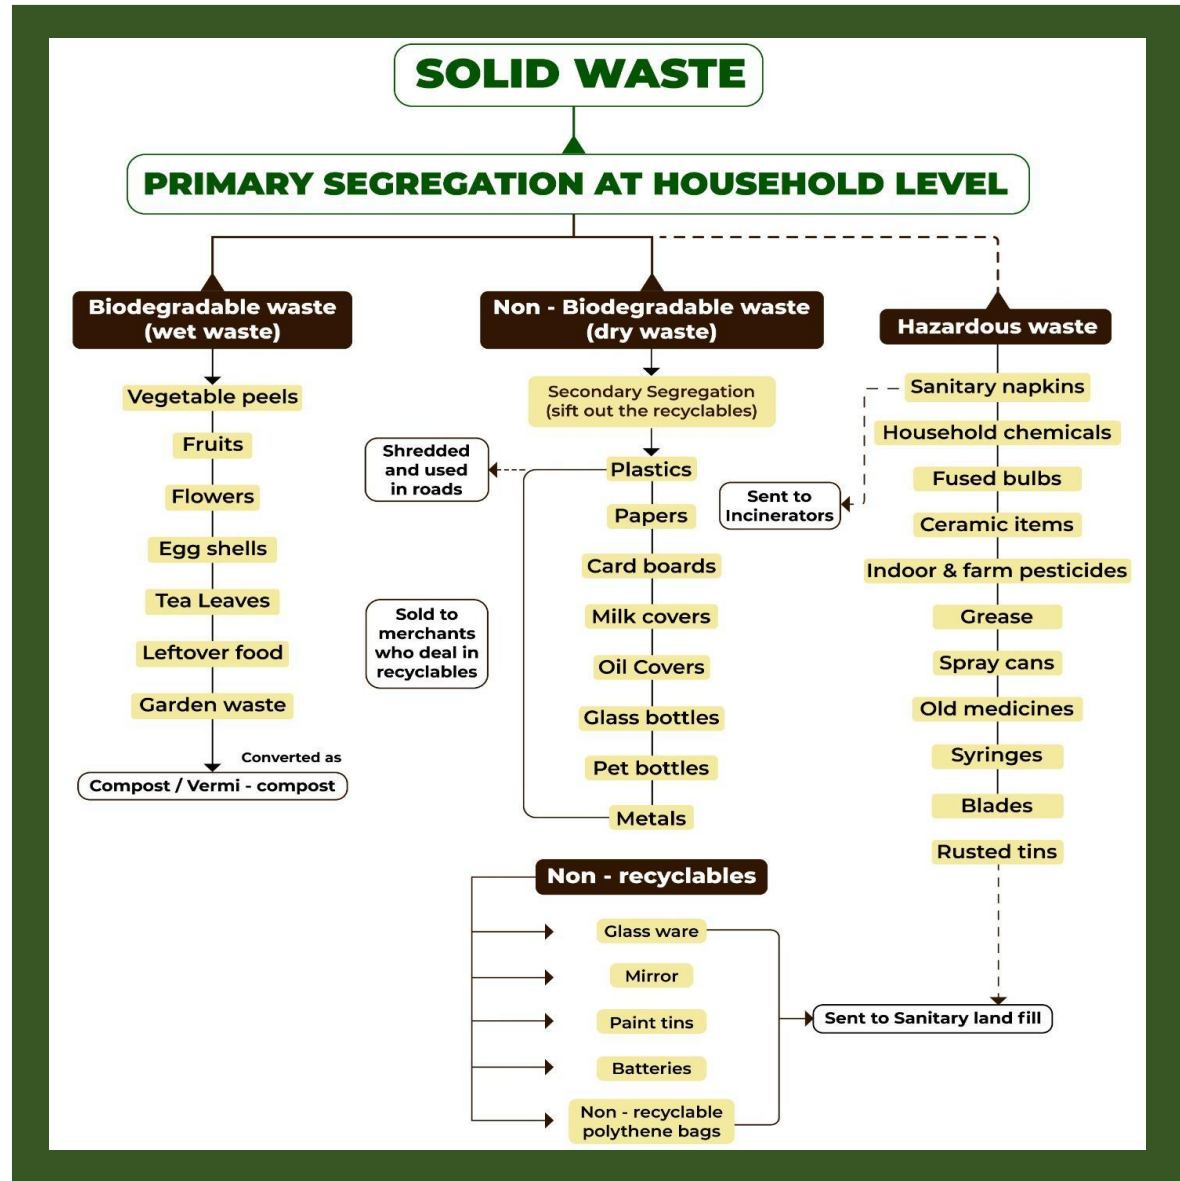 SOLID WASTE
PRIMARY SEGREGATION AT HOUSEHOLD LEVEL
Biodegradable waste
(wet waste)
Vegetable peels
Fruits
Flowers
Egg shells
Tea Leaves
Leftover food
Garden waste
Converted as
Compost / Vermi - compost
Non - Biodegradable waste
(dry waste)
Secondary Segregation
(sift out the recyclables)
Shredded
and used
in roads
Sold to
merchants
who deal in
recyclables
Plastics
Papers
Card boards
Milk covers
Oil Covers
Glass bottles
Pet bottles
Metals
Hazardous waste
Sanitary napkins
Sent to
Incinerators
Household chemicals
Fused bulbs
Ceramic items
Indoor & farm pesticides
Grease
Spray cans
Old medicines
Syringes
Blades
Rusted tins
Non - recyclables
Glass ware
Mirror
Paint tins
Batteries
Non - recyclable
polythene bags
Sent to Sanitary land fill